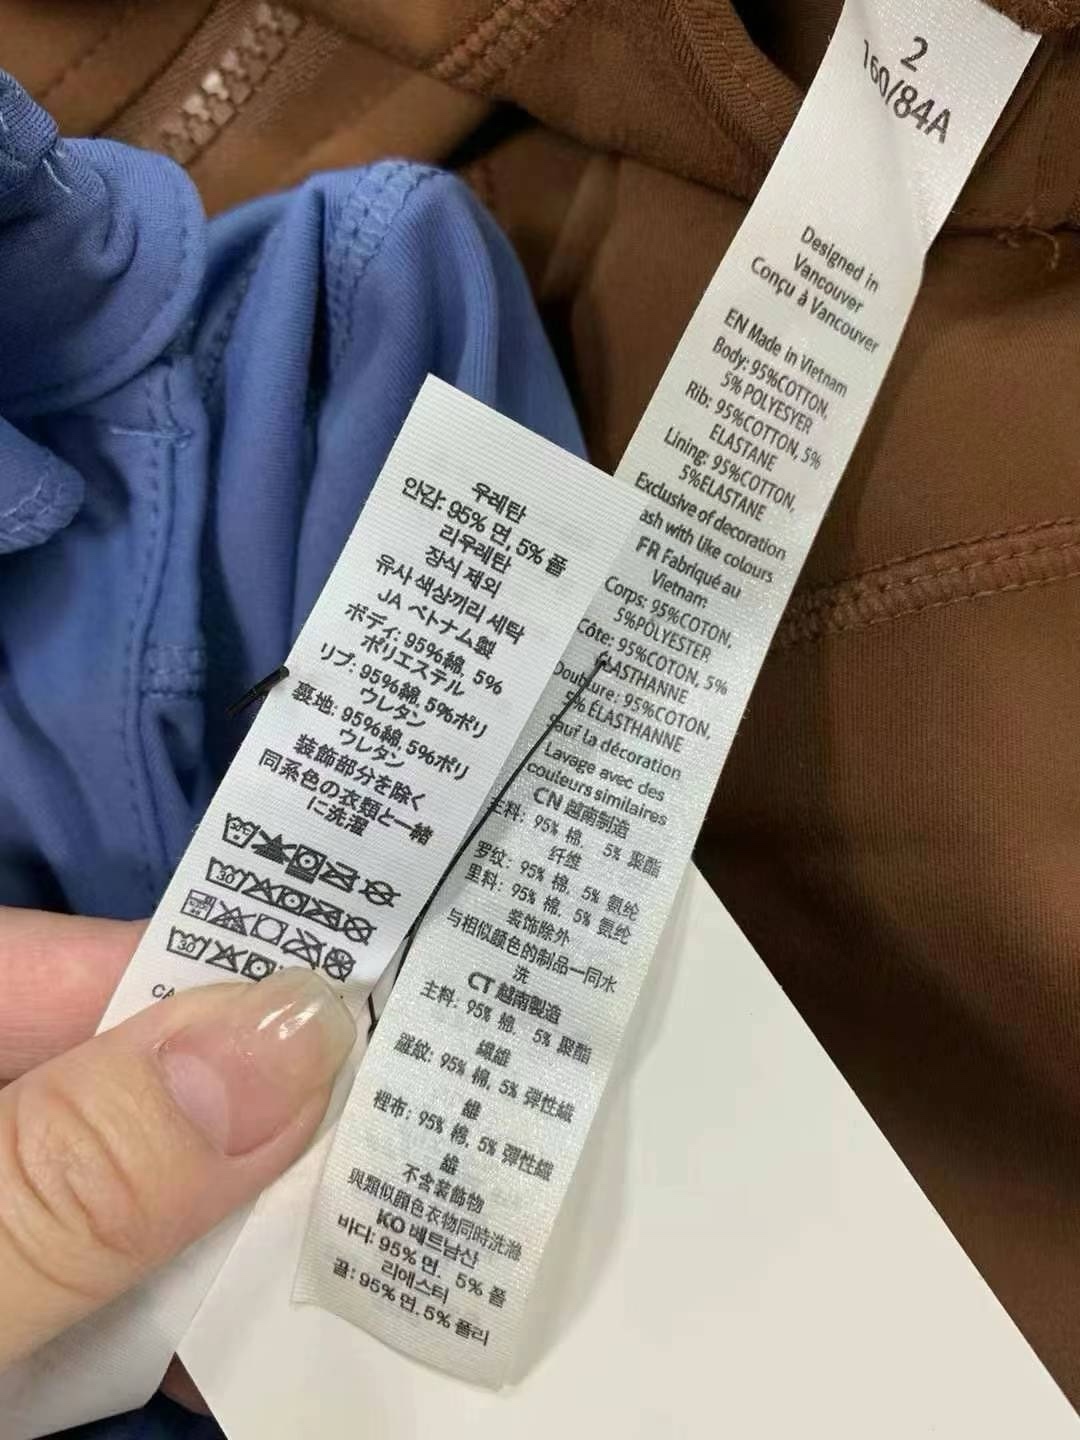 2
160/84A
Designed in
Vancouver
Conçu à Vancouver
EN Made in Vietnam
Body: 95%COTTON,
5% POLYESYER
Rib: 95%COTTON, 5%
ELASTANE
Lining: 95%COTTON,
5%ELASTANE
Exclusive of decoration
ash with like colours
FR Fabriqué au
Vietnam:
Corps: 95%COTON,
5%POLYESTER
Côte: 95%COTON, 5%
ÉLASTHANNE
Doublure: 95%COTON,
5% ÉLASTHANNE
Sauf la décoration
Lavage avec des
couleurs similaires
CN 越南制造
主料: 95% 棉, 5% 聚酯
纤维
罗纹: 95% 棉, 5% 氨纶
里料: 95% 棉, 5% 氨纶
装饰除外
与相似颜色的制品一同水
洗
CT 越南製造
主料: 95% 棉, 5% 聚酯
纖維
羅紋: 95% 棉, 5% 彈性纖
維
裡布: 95% 棉, 5% 彈性纖
維
不含装飾物
與類似顔色衣物同時洗滌
KO 베트남산
바디: 95% 면, 5% 폴
리에스터
골: 95% 면, 5% 폴리
우레탄
안감: 95% 면, 5% 폴
리우레탄
장식 제외
유사 색상끼리 세탁
JA ベトナム製
ボディ: 95%綿, 5%
ポリエステル
リブ: 95%綿, 5%ポリ
ウレタン
裏地: 95%綿, 5%ポリ
ウレタン
装飾部分を除く
同系色の衣類と一緒
に洗濯
30
30
CA